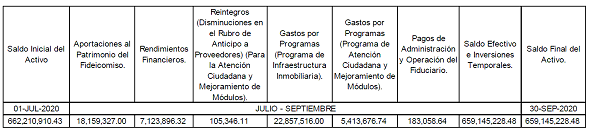 Saldo Inicial del
Activo
Aportaciones al
Patrimonio del
Fideicomiso.
Rendimientos
Financieros.
Reintegros
(Disminuciones en
el Rubro de
Anticipo a
Proveedores) (Para
la Atención
Ciudadana y
Mejoramiento de
Módulos).
Gastos por
Programas
(Programa de
Infraestructura
Inmobiliaria).
Gastos por
Programas
(Programa de
Atención
Ciudadana y
Mejoramiento de
Módulos).
Pagos de
Administración
y Operación del
Fiduciario.
Saldo Efectivo
e Inversiones
Temporales.
Saldo Final del
Activo.
01-JUL-2020 JULIO - SEPTIEMBRE 30-SEP-2020
662,210,910.43 18,159,327.00 7,123,896.32 105,346.11 22,857,516.00 5,413,676.74 183,058.64 659,145,228.48 659,145,228.48